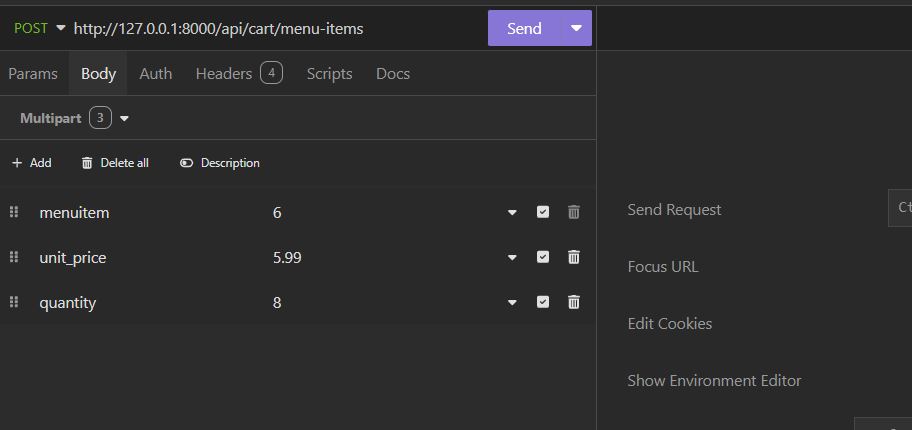 POST http://127.0.0.1:8000/api/cart/menu-items Send
Params Body Auth Headers 4 Scripts Docs
Multipart 3
+ Add Delete all Description
menuitem 6
unit_price 5.99
quantity 8
Send Request
Focus URL
Edit Cookies
Show Environment Editor